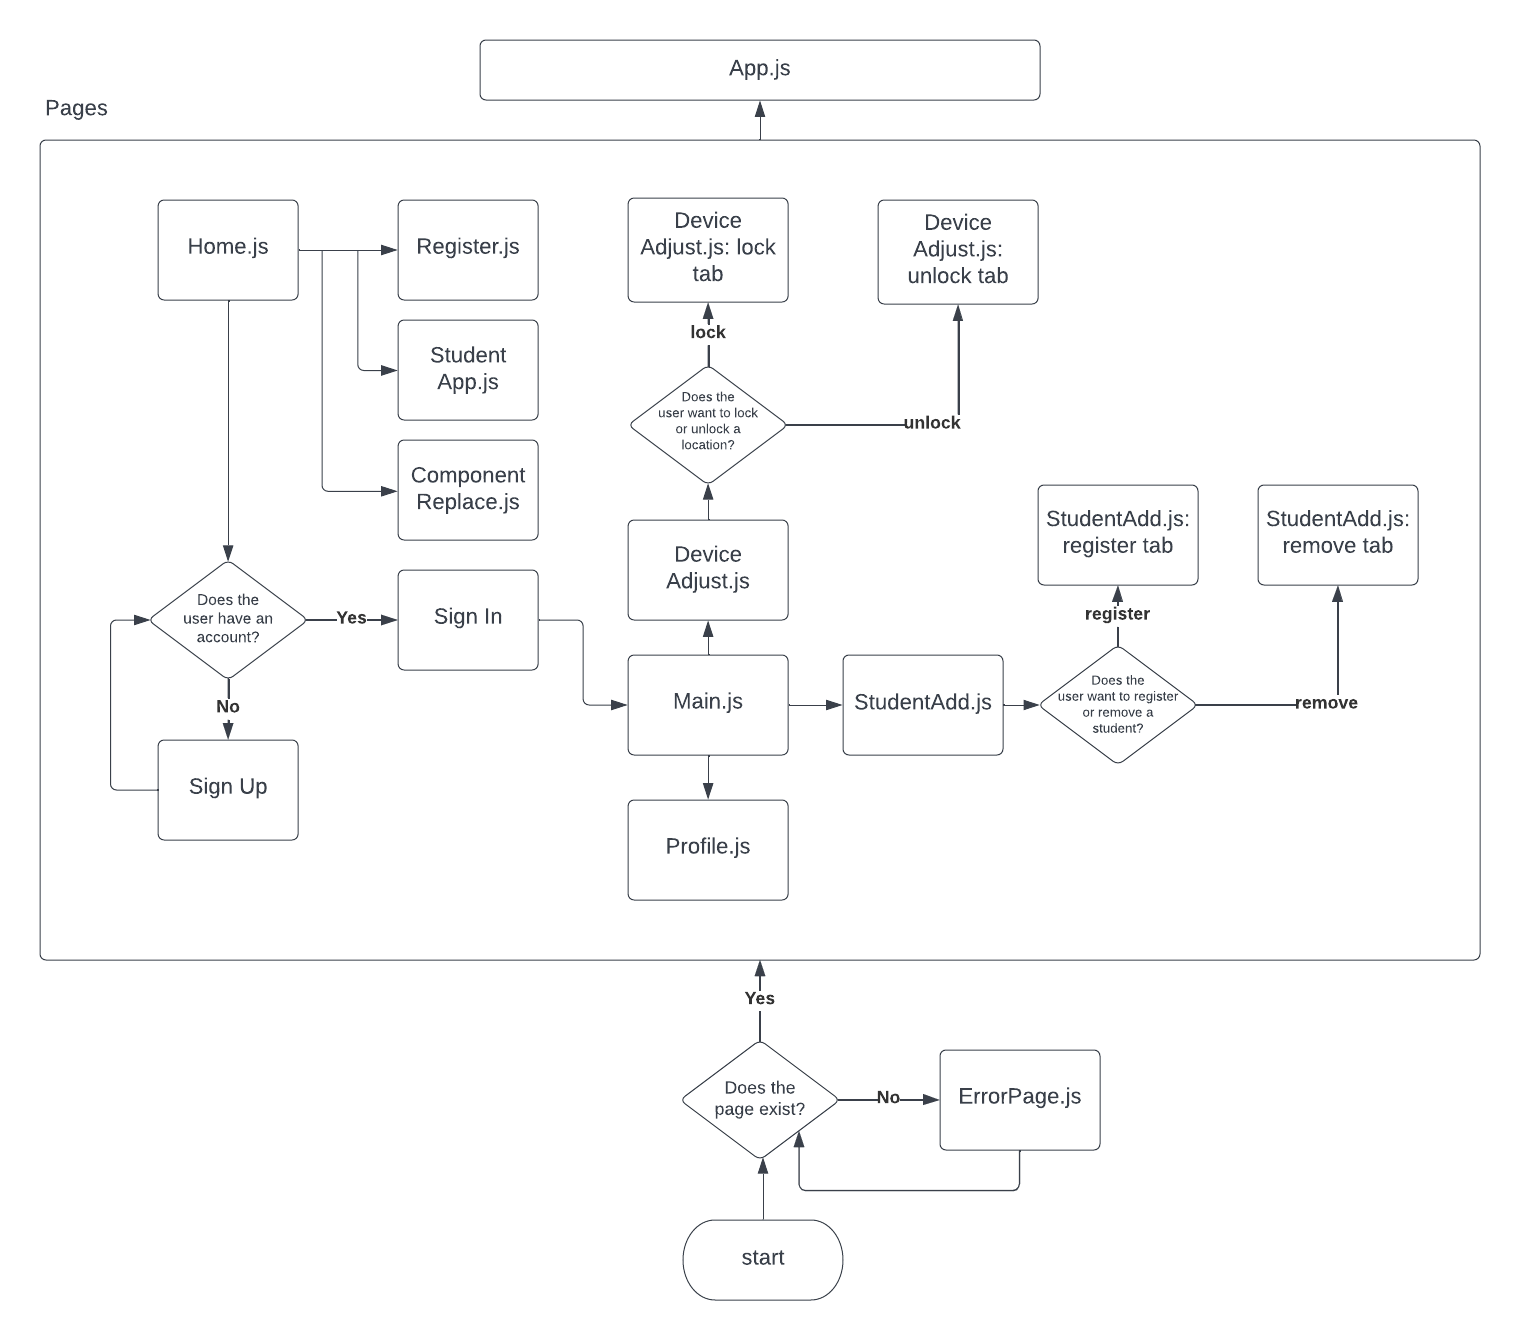 App.js
Pages
Home.js
Register.js
Student
App.js
Component
Replace.js
Device
Adjust.js: lock
tab
Device
Adjust.js:
unlock tab
lock
Does the
user want to lock
or unlock a
location?
unlock
Device
Adjust.js
StudentAdd.js:
register tab
StudentAdd.js:
remove tab
Does the
user have an
account?
Yes
Sign In
No
Sign Up
Main.js
StudentAdd.js
register
Does the
user want to register
or remove a
student?
remove
Profile.js
Yes
Does the
page exist?
No
ErrorPage.js
start